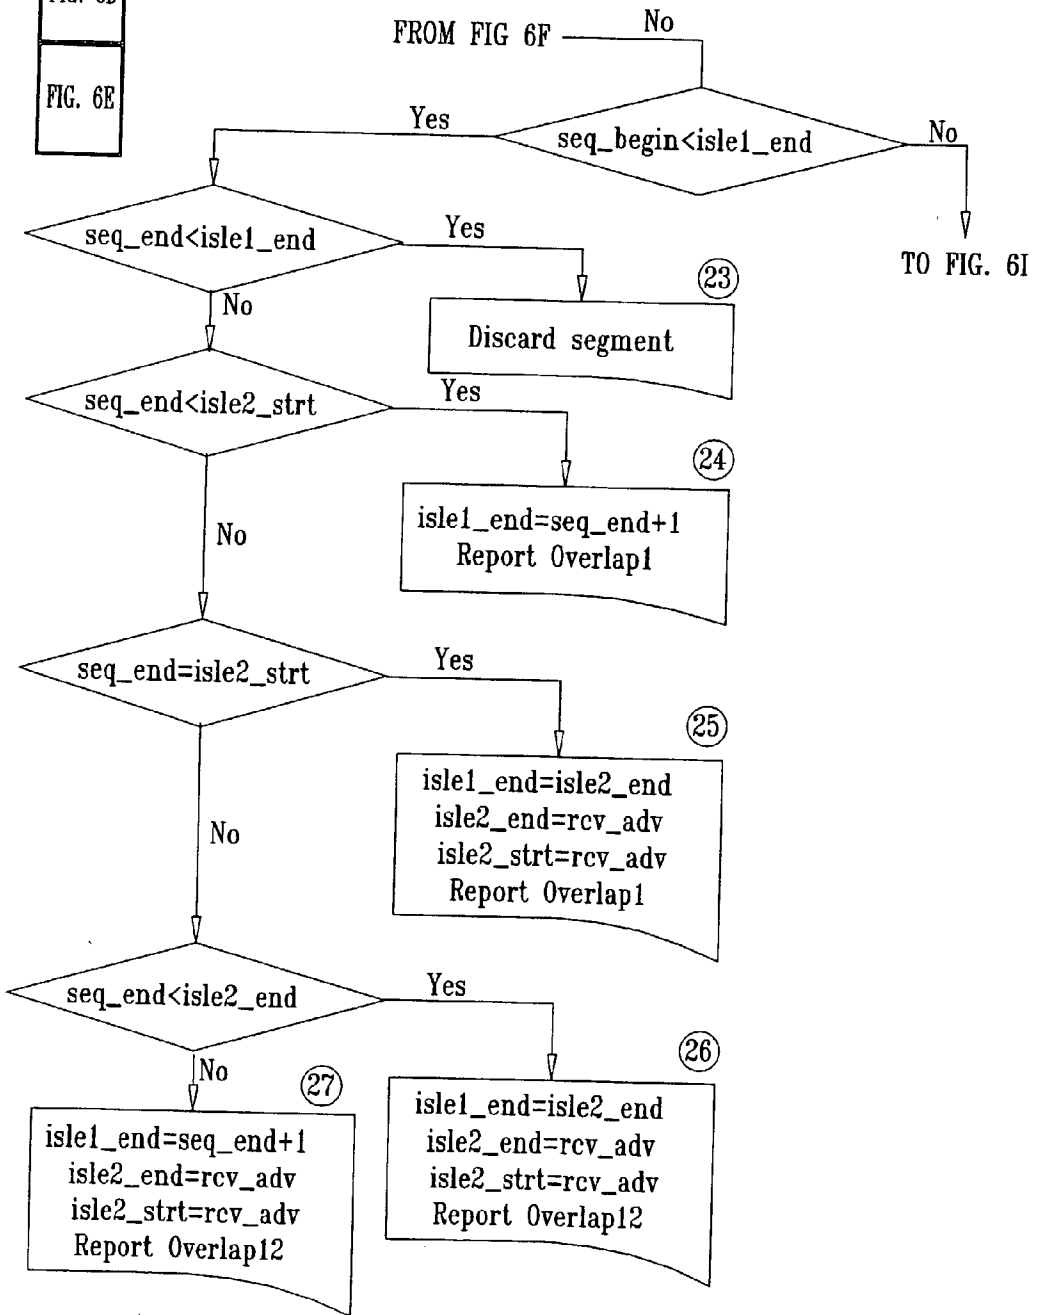 FIG. 6D
FIG. 6E
FROM FIG 6F
No
seq_begin<isle1_end
Yes
No
TO FIG. 6I
seq_end<isle1_end
Yes
No
23
Discard segment
seq_end<isle2_strt
Yes
No
24
isle1_end=seq_end+1
Report Overlap1
seq_end=isle2_strt
Yes
No
25
isle1_end=isle2_end
isle2_end=rcv_adv
isle2_strt=rcv_adv
Report Overlap1
seq_end<isle2_end
Yes
No
26
isle1_end=isle2_end
isle2_end=rcv_adv
isle2_strt=rcv_adv
Report Overlap12
27
isle1_end=seq_end+1
isle2_end=rcv_adv
isle2_strt=rcv_adv
Report Overlap12